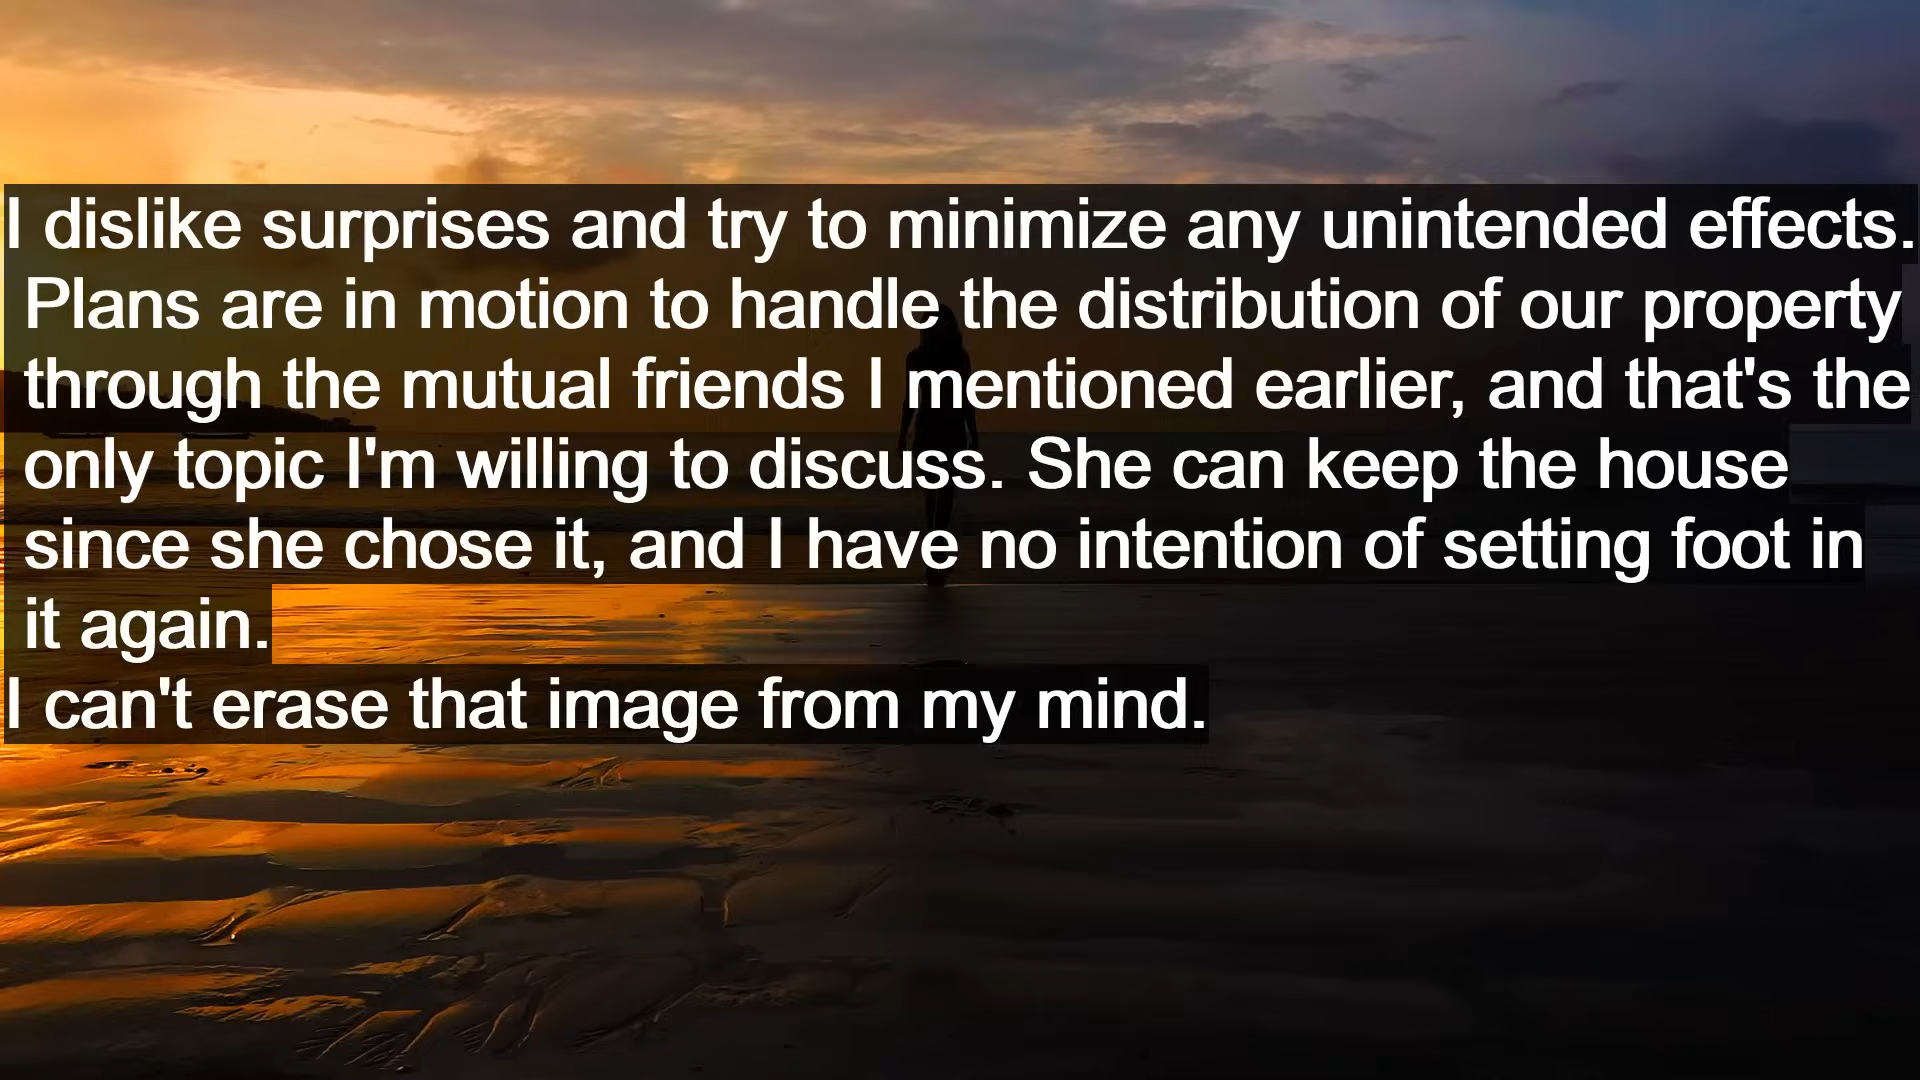 I dislike surprises and try to minimize any unintended effects.
Plans are in motion to handle the distribution of our property
through the mutual friends I mentioned earlier, and that's the
only topic I'm willing to discuss. She can keep the house
since she chose it, and I have no intention of setting foot in
it again.
I can't erase that image from my mind.